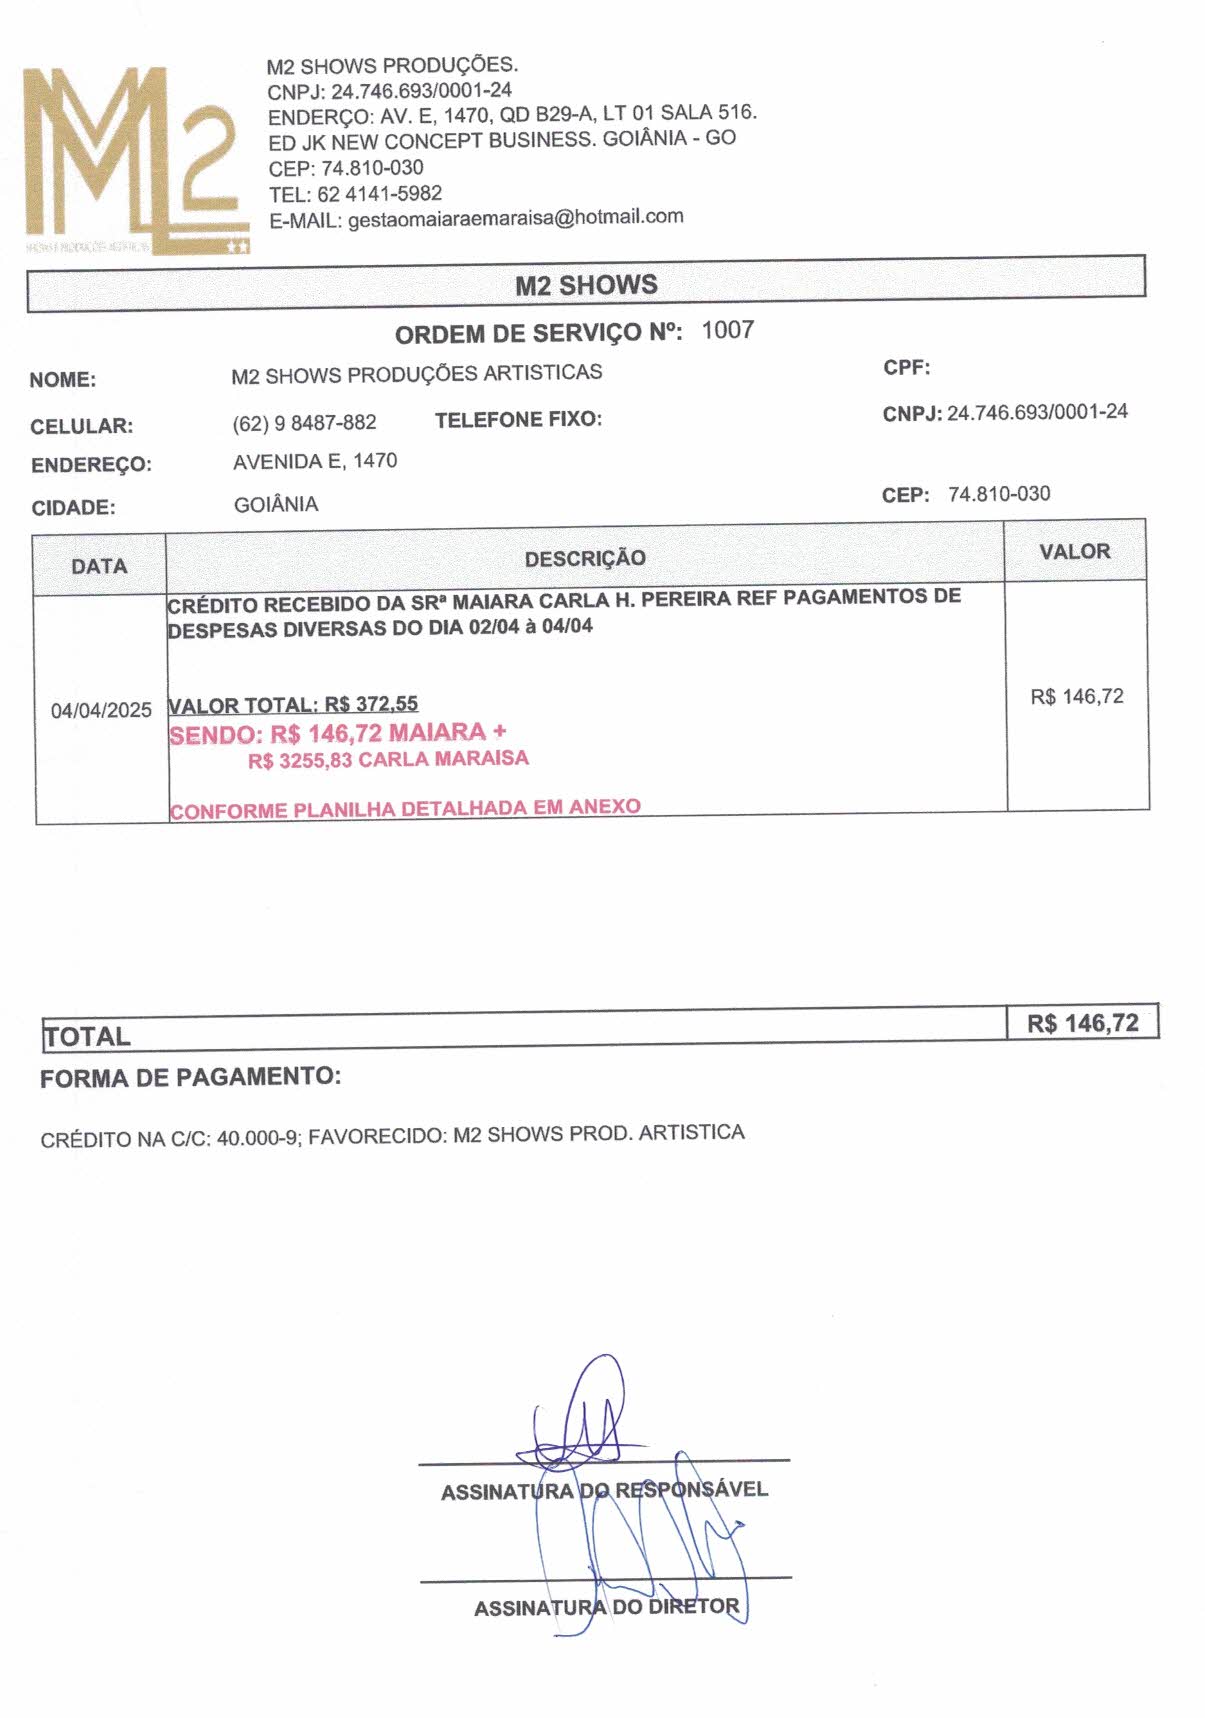 M2
M2 SHOWS PRODUÇÕES.
CNPJ: 24.746.693/0001-24
ENDERÇO: AV. E, 1470, QD B29-A, LT 01 SALA 516.
ED JK NEW CONCEPT BUSINESS. GOIÂNIA - GO
CEP: 74.810-030
TEL: 62 4141-5982
E-MAIL: gestaomaiaraemaraisa@hotmail.com
M2 SHOWS
ORDEM DE SERVIÇO Nº: 1007
NOME: M2 SHOWS PRODUÇÕES ARTISTICAS CPF:
CELULAR: (62) 9 8487-882 TELEFONE FIXO: CNPJ: 24.746.693/0001-24
ENDEREÇO: AVENIDA E, 1470
CIDADE: GOIÂNIA CEP: 74.810-030
DATA DESCRIÇÃO VALOR
CRÉDITO RECEBIDO DA SRª MAIARA CARLA H. PEREIRA REF PAGAMENTOS DE
DESPESAS DIVERSAS DO DIA 02/04 à 04/04
04/04/2025 VALOR TOTAL: R$ 372,55 R$ 146,72
SENDO: R$ 146,72 MAIARA +
R$ 3255,83 CARLA MARAISA
CONFORME PLANILHA DETALHADA EM ANEXO
TOTAL R$ 146,72
FORMA DE PAGAMENTO:
CRÉDITO NA C/C: 40.000-9; FAVORECIDO: M2 SHOWS PROD. ARTISTICA
ASSINATURA DO RESPONSÁVEL
ASSINATURA DO DIRETOR